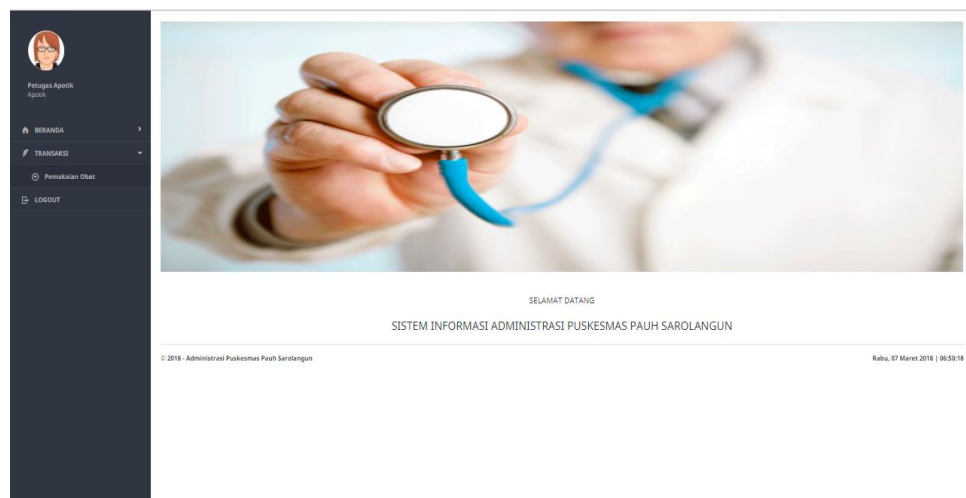 Petugas Apotik
Apotik
BERANDA
TRANSAKSI
Pemakaian Obat
LOGOUT
SELAMAT DATANG
SISTEM INFORMASI ADMINISTRASI PUSKESMAS PAUH SAROLANGUN
© 2018 - Administrasi Puskesmas Pauh Sarolangun
Rabu, 07 Maret 2018 | 06:50:18